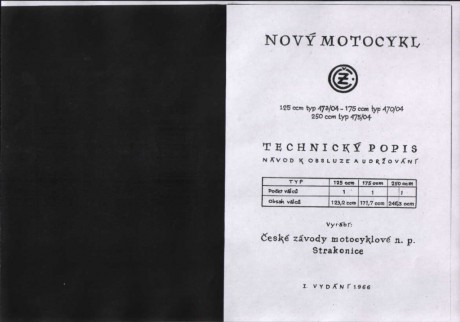 NOVÝ MOTOCYKL
ČZ
125 ccm typ 473/04 - 175 ccm typ 470/04
250 ccm typ 475/04
TECHNICKÝ POPIS
NÁVOD K OBSLUZE A UDRŽOVÁNÍ
TYP 125 ccm 175 ccm 250 ccm
Počet válců 1 1 1
Obsah válců 123,2 ccm 171,7 ccm 246,3 ccm
Vyrábí:
České závody motocyklové n. p.
Strakonice
I. VYDÁNÍ 1966